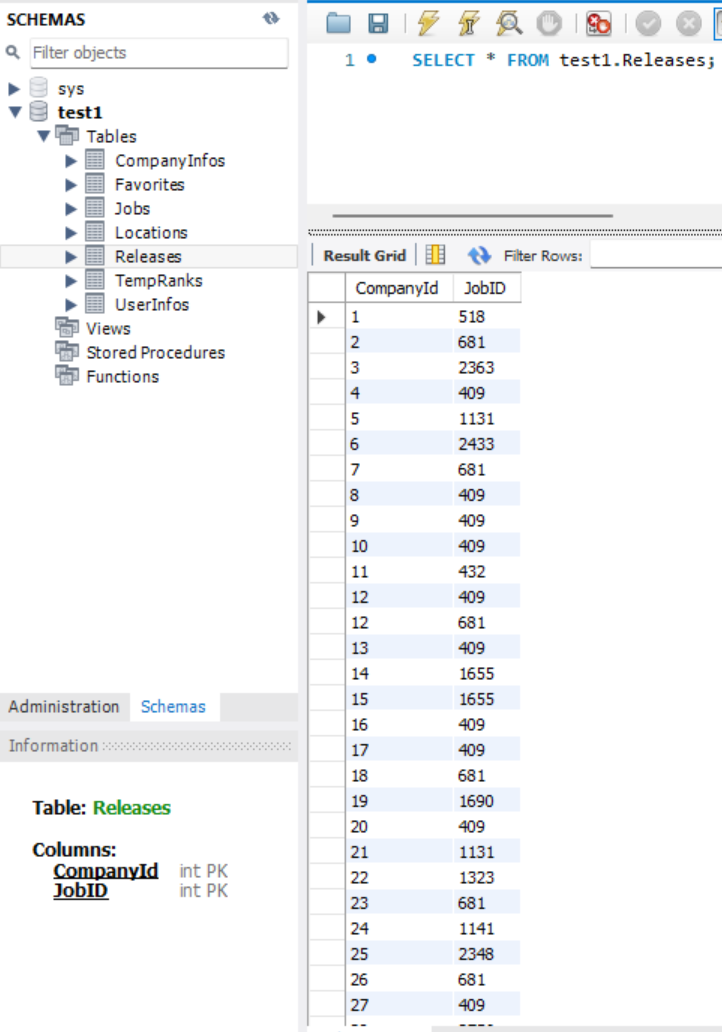 SCHEMAS
Filter objects
sys
test1
Tables
CompanyInfos
Favorites
Jobs
Locations
Releases
TempRanks
UserInfos
Views
Stored Procedures
Functions
Administration Schemas
Information
Table: Releases
Columns:
CompanyId int PK
JobID int PK
1 SELECT * FROM test1.Releases;
Result Grid Filter Rows:
CompanyId JobID
1 518
2 681
3 2363
4 409
5 1131
6 2433
7 681
8 409
9 409
10 409
11 432
12 409
12 681
13 409
14 1655
15 1655
16 409
17 409
18 681
19 1690
20 409
21 1131
22 1323
23 681
24 1141
25 2348
26 681
27 409